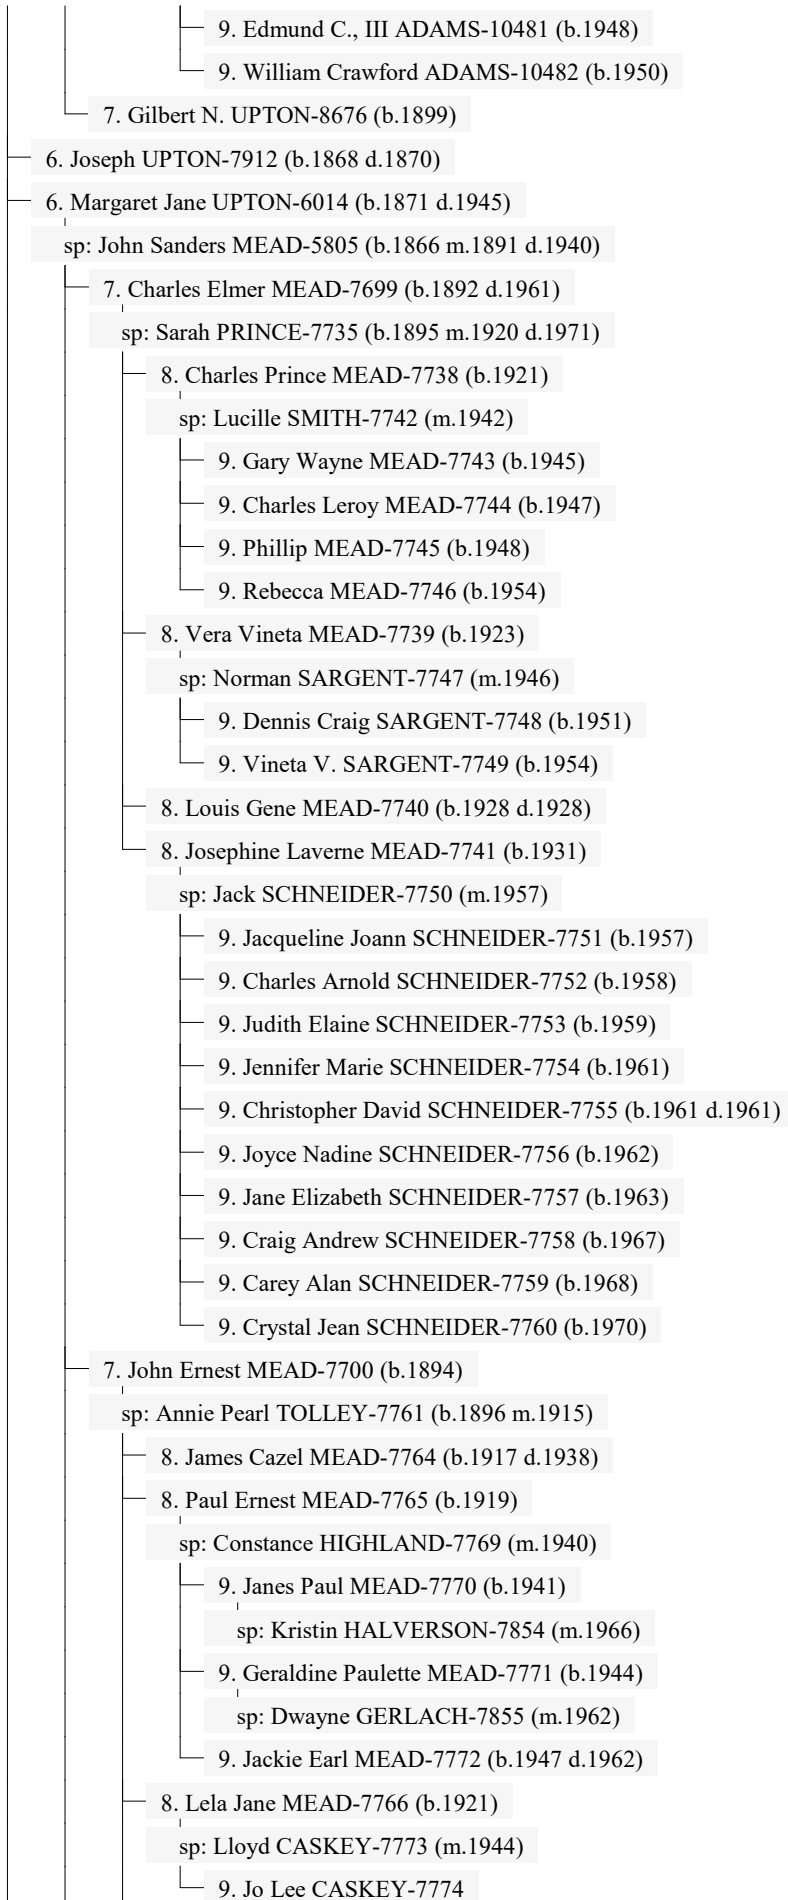 9. Edmund C., III ADAMS-10481 (b.1948)
9. William Crawford ADAMS-10482 (b.1950)
7. Gilbert N. UPTON-8676 (b.1899)
6. Joseph UPTON-7912 (b.1868 d.1870)
6. Margaret Jane UPTON-6014 (b.1871 d.1945)
sp: John Sanders MEAD-5805 (b.1866 m.1891 d.1940)
7. Charles Elmer MEAD-7699 (b.1892 d.1961)
sp: Sarah PRINCE-7735 (b.1895 m.1920 d.1971)
8. Charles Prince MEAD-7738 (b.1921)
sp: Lucille SMITH-7742 (m.1942)
9. Gary Wayne MEAD-7743 (b.1945)
9. Charles Leroy MEAD-7744 (b.1947)
9. Phillip MEAD-7745 (b.1948)
9. Rebecca MEAD-7746 (b.1954)
8. Vera Vineta MEAD-7739 (b.1923)
sp: Norman SARGENT-7747 (m.1946)
9. Dennis Craig SARGENT-7748 (b.1951)
9. Vineta V. SARGENT-7749 (b.1954)
8. Louis Gene MEAD-7740 (b.1928 d.1928)
8. Josephine Laverne MEAD-7741 (b.1931)
sp: Jack SCHNEIDER-7750 (m.1957)
9. Jacqueline Joann SCHNEIDER-7751 (b.1957)
9. Charles Arnold SCHNEIDER-7752 (b.1958)
9. Judith Elaine SCHNEIDER-7753 (b.1959)
9. Jennifer Marie SCHNEIDER-7754 (b.1961)
9. Christopher David SCHNEIDER-7755 (b.1961 d.1961)
9. Joyce Nadine SCHNEIDER-7756 (b.1962)
9. Jane Elizabeth SCHNEIDER-7757 (b.1963)
9. Craig Andrew SCHNEIDER-7758 (b.1967)
9. Carey Alan SCHNEIDER-7759 (b.1968)
9. Crystal Jean SCHNEIDER-7760 (b.1970)
7. John Ernest MEAD-7700 (b.1894)
sp: Annie Pearl TOLLEY-7761 (b.1896 m.1915)
8. James Cazel MEAD-7764 (b.1917 d.1938)
8. Paul Ernest MEAD-7765 (b.1919)
sp: Constance HIGHLAND-7769 (m.1940)
9. Janes Paul MEAD-7770 (b.1941)
sp: Kristin HALVERSON-7854 (m.1966)
9. Geraldine Paulette MEAD-7771 (b.1944)
sp: Dwayne GERLACH-7855 (m.1962)
9. Jackie Earl MEAD-7772 (b.1947 d.1962)
8. Lela Jane MEAD-7766 (b.1921)
sp: Lloyd CASKEY-7773 (m.1944)
9. Jo Lee CASKEY-7774